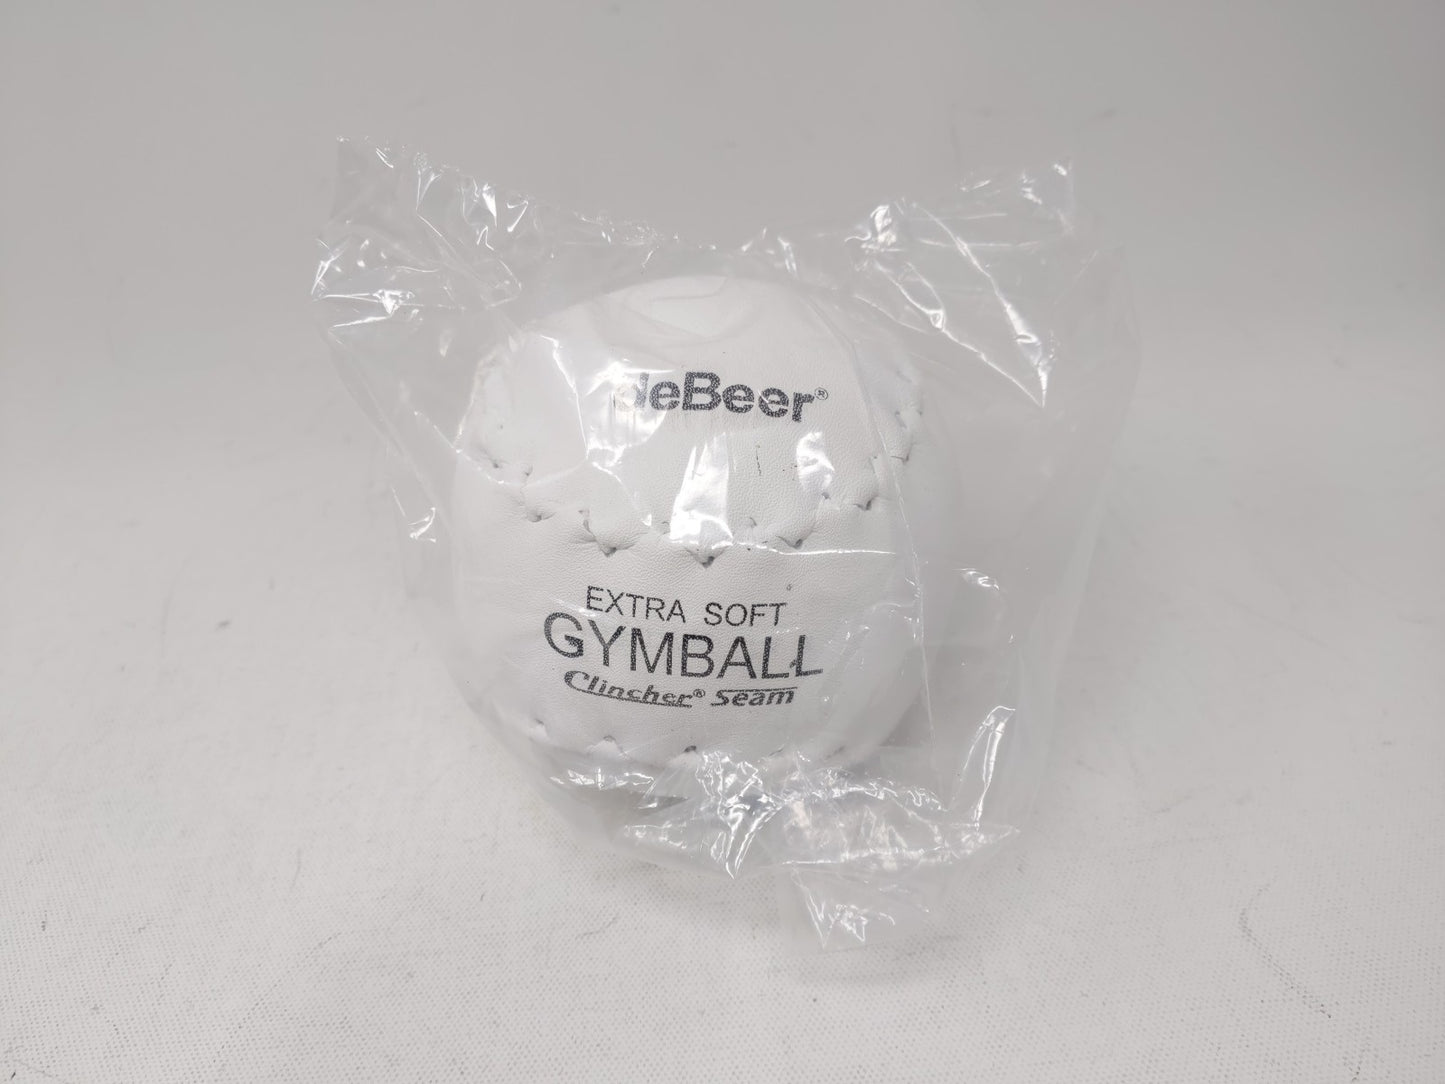 deBeer®
EXTRA SOFT
GYMBALL
Clincher® Seam